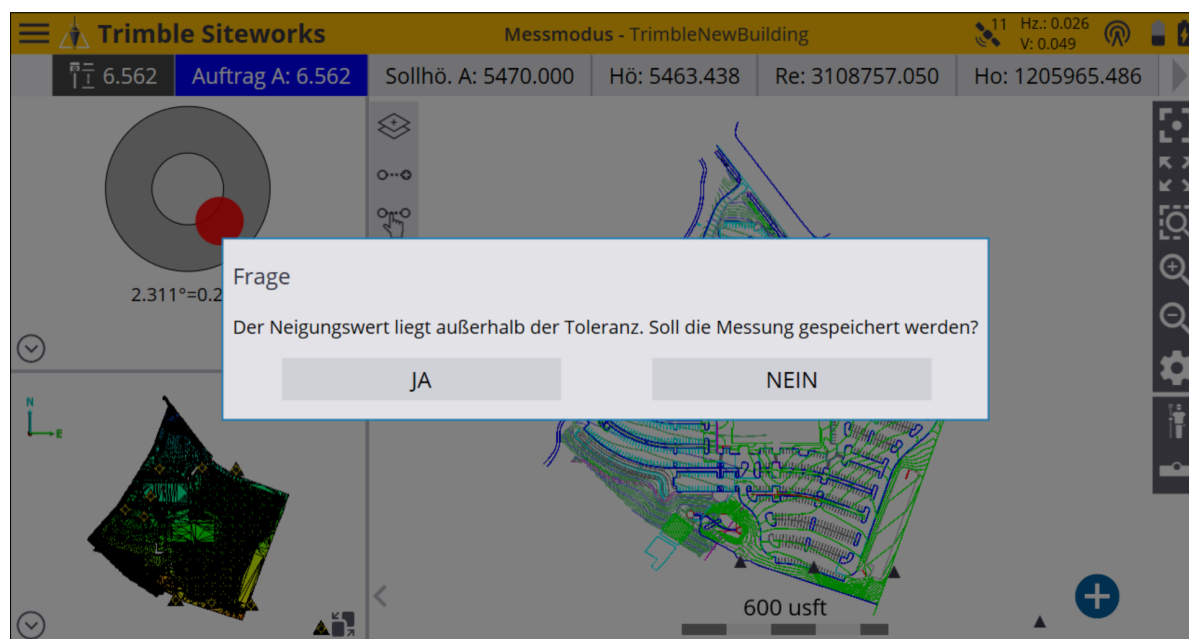 Trimble Siteworks
Messmodus - TrimbleNewBuilding
11
Hz.: 0.026
V: 0.049
6.562
Auftrag A: 6.562
Sollhö. A: 5470.000
Hö: 5463.438
Re: 3108757.050
Ho: 1205965.486
2.311°=0.2
Frage
Der Neigungswert liegt außerhalb der Toleranz. Soll die Messung gespeichert werden?
JA
NEIN
N
E
600 usft